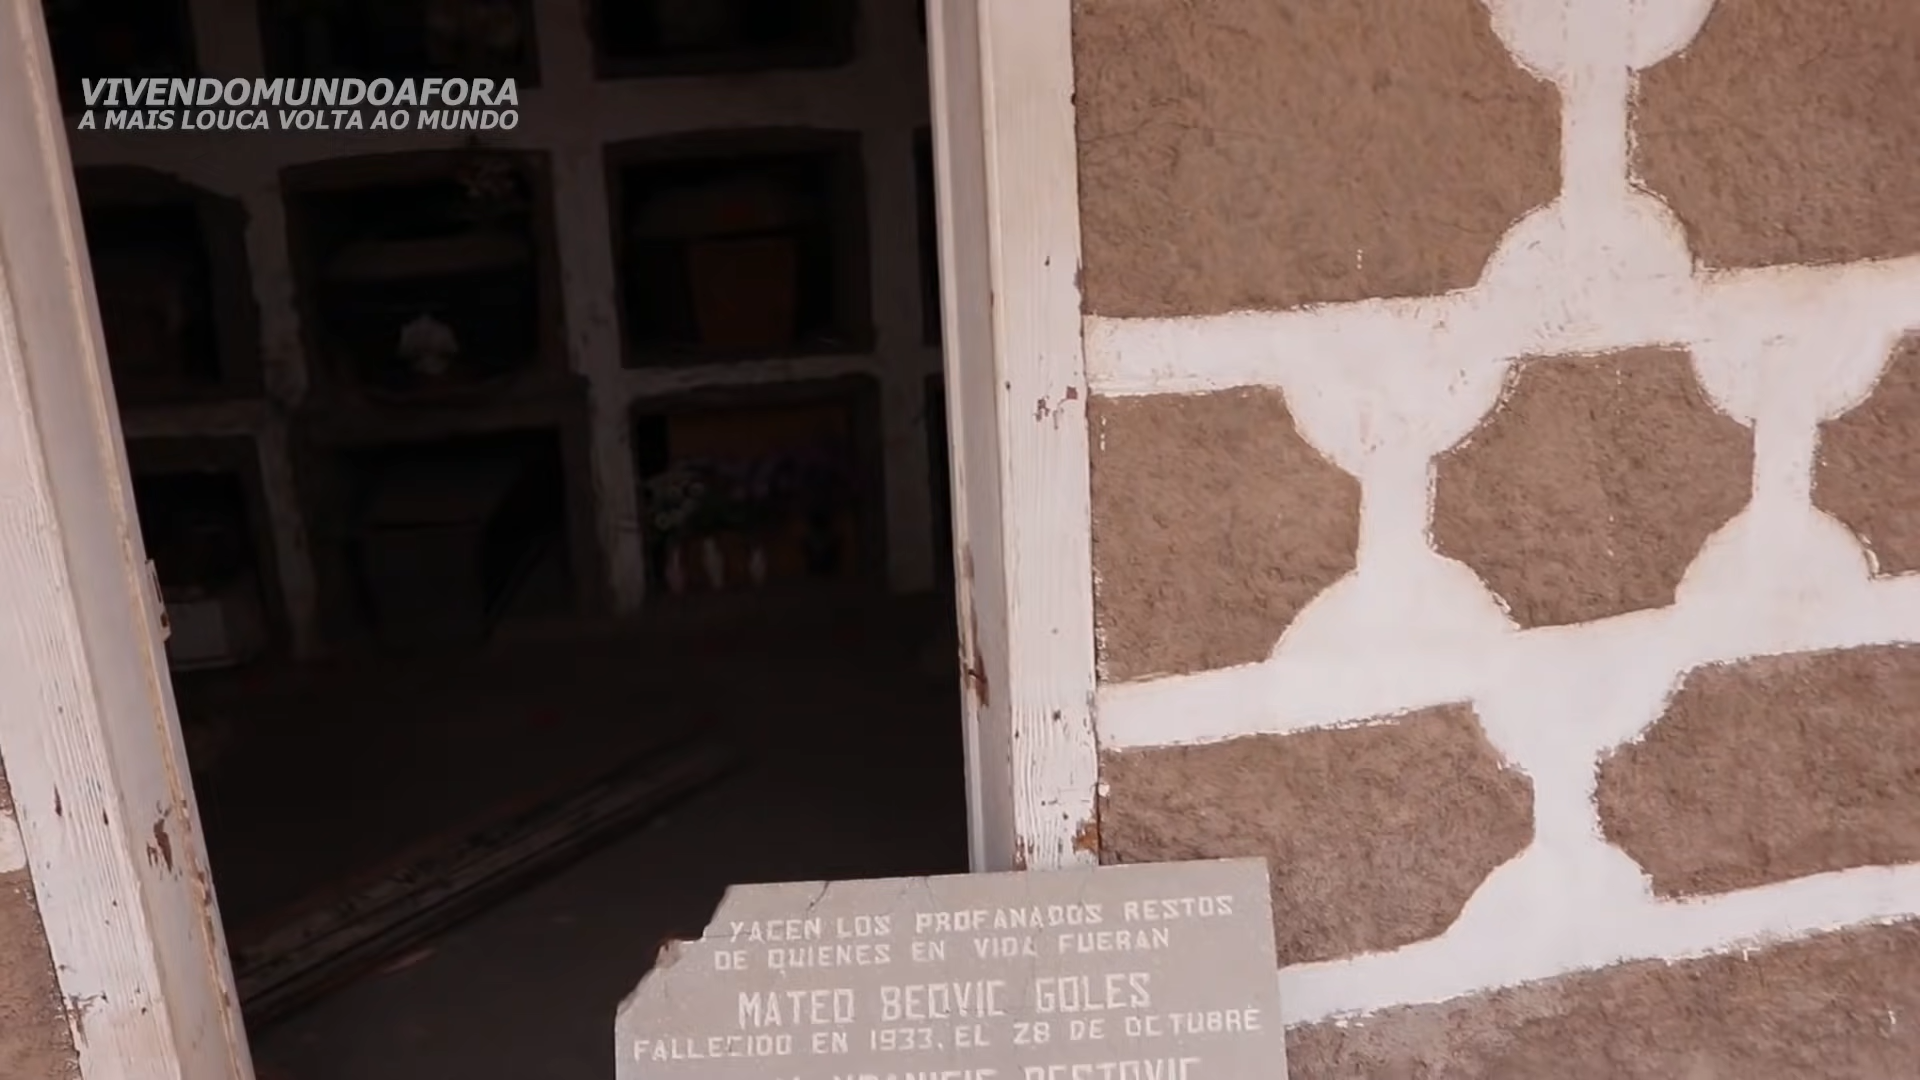 VIVENDOMUNDOAFORA
A MAIS LOUCA VOLTA AO MUNDO
YACEN LOS PROFANADOS RESTOS
DE QUIENES EN VIDA FUERAN
MATEO BEOVIC GOLES
FALLECIDO EN 1933, EL 28 DE OCTUBRE